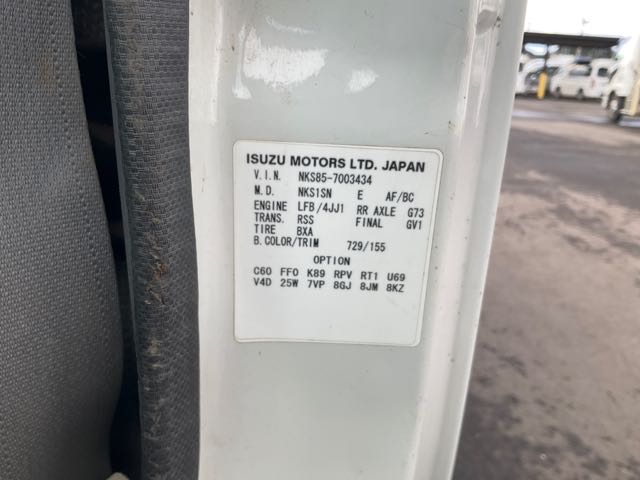 ISUZU MOTORS LTD. JAPAN
V.I.N. NKS85-7003434
M.D. NKS1SN E AF/BC
ENGINE LFB/4JJ1 RR AXLE G73
TRANS. RSS FINAL GV1
TIRE BXA
B.COLOR/TRIM 729/155
OPTION
C60 FF0 K89 RPV RT1 U69
V4D 25W 7VP 8GJ 8JM 8KZ